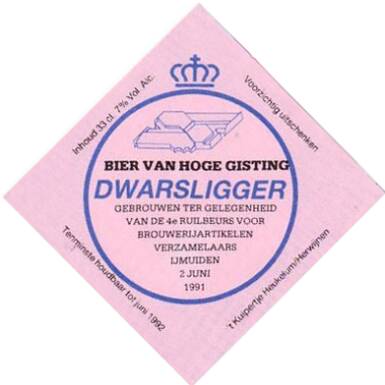 Inhoud 33 cl. 7% Vol. Alc.
Voorzichtig uitschenken
BIER VAN HOGE GISTING
DWARSLIGGER
GEBROUWEN TER GELEGENHEID
VAN DE 4e RUILBEURS VOOR
BROUWERIJARTIKELEN
VERZAMELAARS
IJMUIDEN
2 JUNI
1991
Tenminste houdbaar tot juni 1992
't Kuipertje Heukelum/Herwijnen